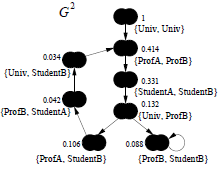 G²
1
{Univ, Univ}
0.414
{ProfA, ProfB}
0.331
{StudentA, StudentB}
0.132
{Univ, ProfB}
0.034
{Univ, StudentB}
0.042
{ProfB, StudentA}
0.106
{ProfA, StudentB}
0.088
{ProfB, StudentB}